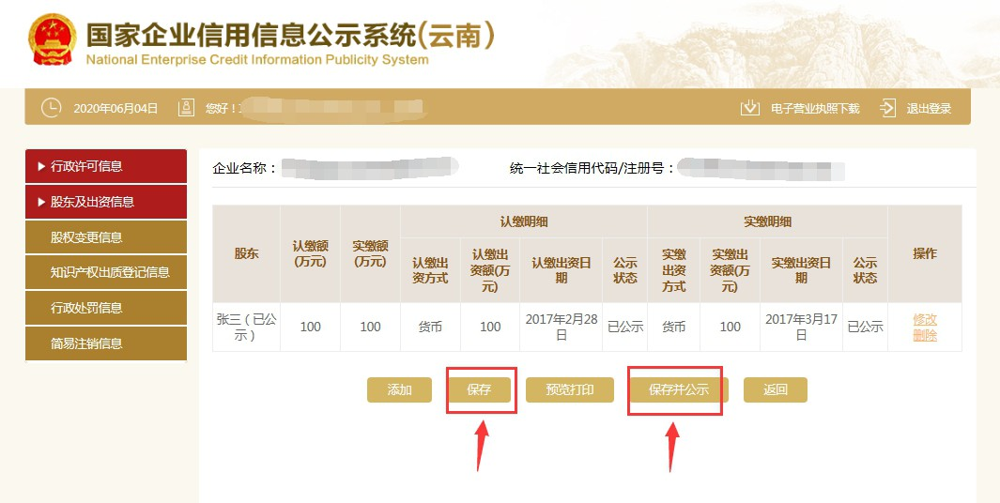 国家企业信用信息公示系统(云南)
National Enterprise Credit Information Publicity System
2020年06月04日
您好！
电子营业执照下载
退出登录
行政许可信息
股东及出资信息
股权变更信息
知识产权出质登记信息
行政处罚信息
简易注销信息
企业名称：
统一社会信用代码/注册号：
股东
认缴额
(万元)
实缴额
(万元)
认缴明细
实缴明细
操作
认缴出
资方式
认缴出
资额(万
元)
认缴出资日
期
公示
状态
实缴
出资
方式
实缴出
资额(万
元)
实缴出资日
期
公示
状态
张三（已公
示）
100
100
货币
100
2017年2月28
日
已公示
货币
100
2017年3月17
日
已公示
修改
删除
添加
保存
预览打印
保存并公示
返回